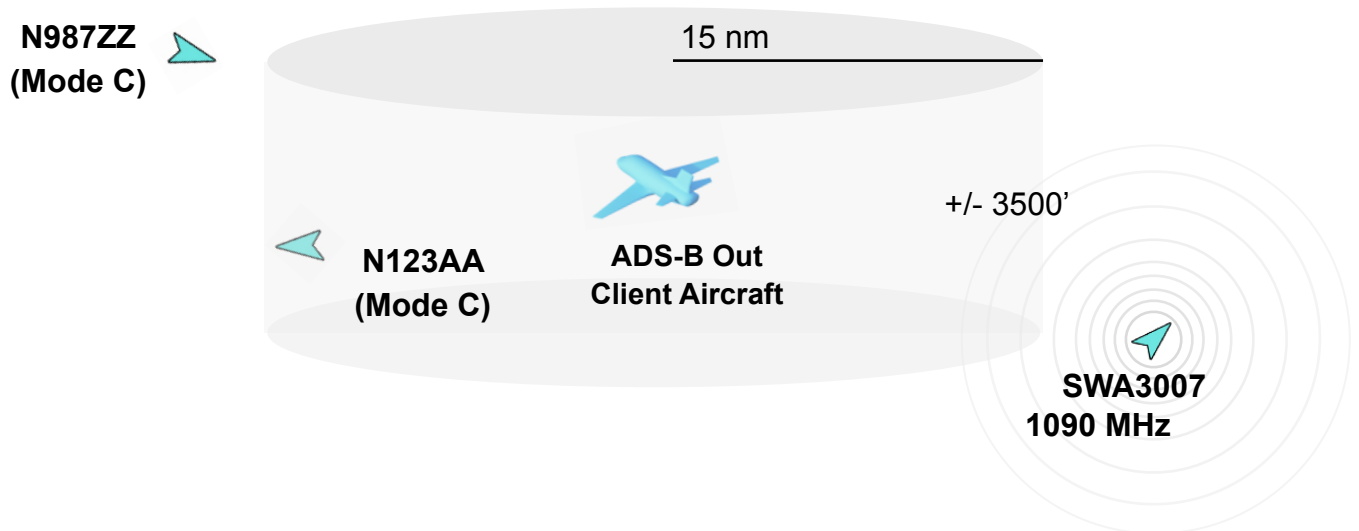 N987ZZ
(Mode C)
15 nm
+/- 3500’
N123AA
(Mode C)
ADS-B Out
Client Aircraft
SWA3007
1090 MHz